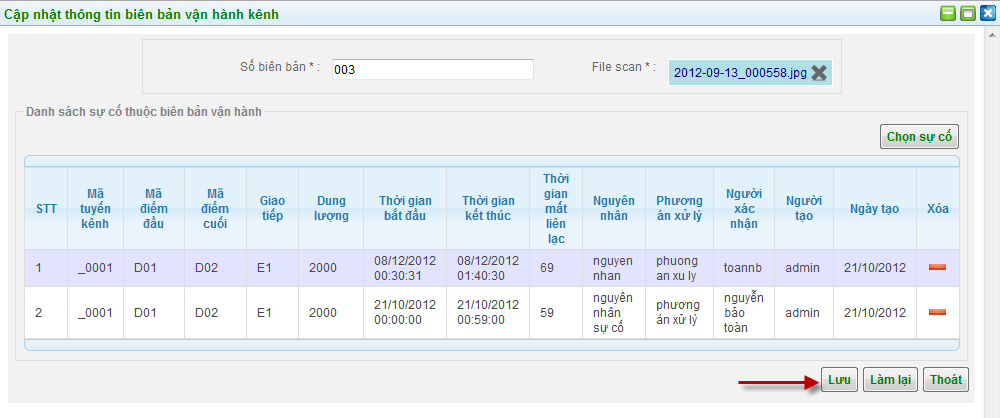 Cập nhật thông tin biên bản vận hành kênh
Số biên bản * :
003
File scan * :
2012-09-13_000558.jpg
Danh sách sự cố thuộc biên bản vận hành
Chọn sự cố
STT Mã tuyến kênh Mã điểm đầu Mã điểm cuối Giao tiếp Dung lượng Thời gian bắt đầu Thời gian kết thúc Thời gian mất liên lạc Nguyên nhân Phương án xử lý Người xác nhận Người tạo Ngày tạo Xóa
1 _0001 D01 D02 E1 2000 08/12/2012 00:30:31 08/12/2012 01:40:30 69 nguyen nhan phuong an xu ly toannb admin 21/10/2012
2 _0001 D01 D02 E1 2000 21/10/2012 00:00:00 21/10/2012 00:59:00 59 nguyên nhân sự cố phương án xử lý nguyễn bảo toàn admin 21/10/2012
Lưu
Làm lại
Thoát